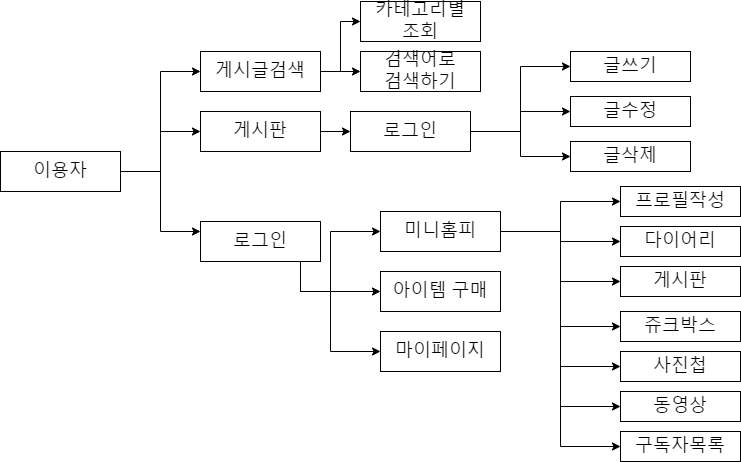 카테고리별
조회
게시글검색
검색어로
검색하기
글쓰기
게시판
로그인
글수정
글삭제
이용자
로그인
미니홈피
프로필작성
다이어리
아이템 구매
게시판
마이페이지
쥬크박스
사진첩
동영상
구독자목록